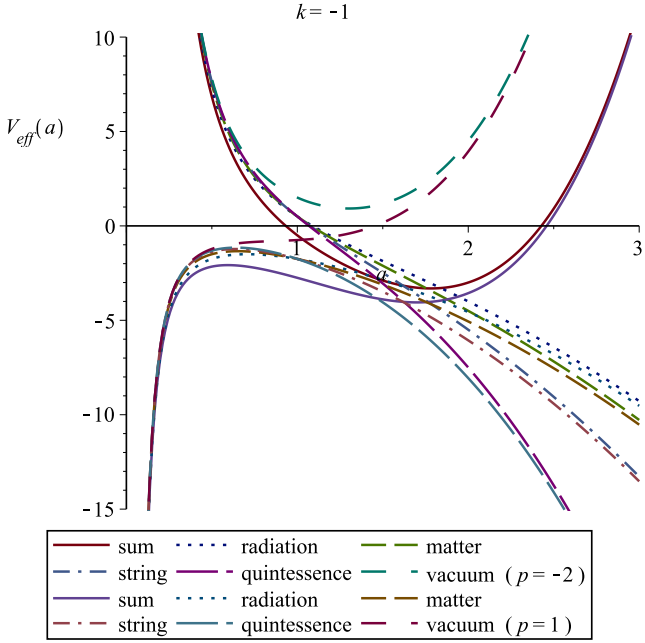 k = −1
10
V_eff(a)
5
0
1
2
3
a
−5
−10
−15
sum radiation matter
string quintessence vacuum ( p = −2 )
sum radiation matter
string quintessence vacuum ( p = 1 )